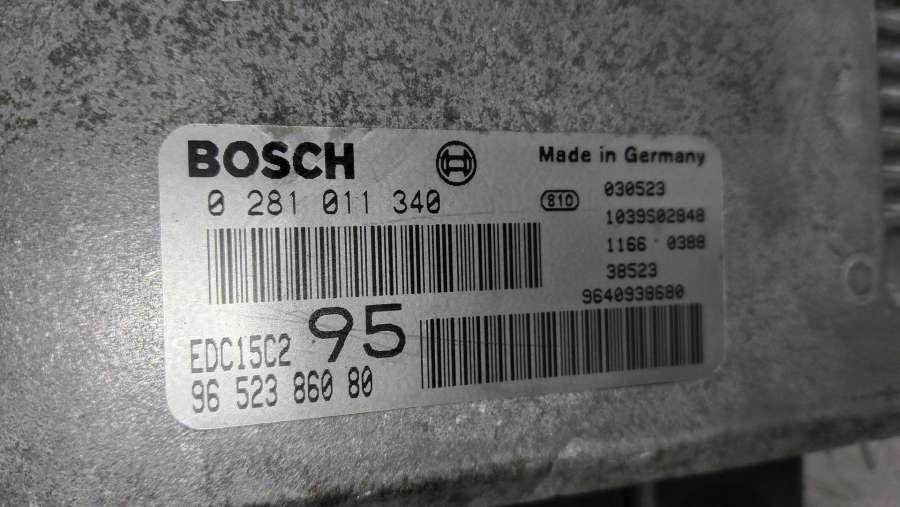 BOSCH
Made in Germany
0 281 011 340
810
030523
1039S02848
1166 0388
38523
9640938680
EDC15C2
95
96 523 860 80